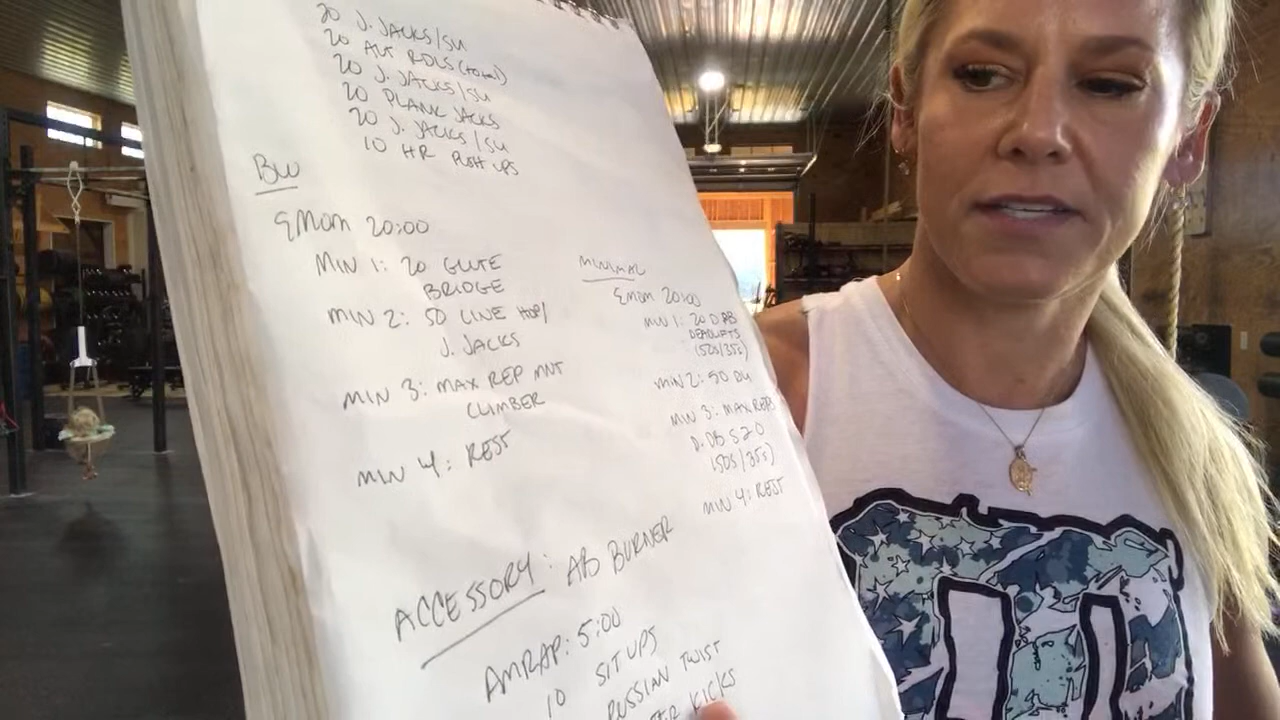 20 J. JACKS/SU
20 ALT RDLS (total)
20 J. JACKS/SU
20 PLANK JACKS
20 J. JACKS/SU
10 HR PUSH UPS
BW
EMOM 20:00
MIN 1: 20 GLUTE
BRIDGE
MIN 2: 50 LINE HOP/
J. JACKS
MIN 3: MAX REP MNT
CLIMBER
MIN 4: REST
MINIMAL
EMOM 20:00
MIN 1: 20 D.DB
DEADLIFTS
(50s/35s)
MIN 2: 50 DU
MIN 3: MAX REPS
D.DB S2O
(50s/35s)
MIN 4: REST
ACCESSORY: AB BURNER
AMRAP: 5:00
10 SIT UPS
RUSSIAN TWIST
KICKS